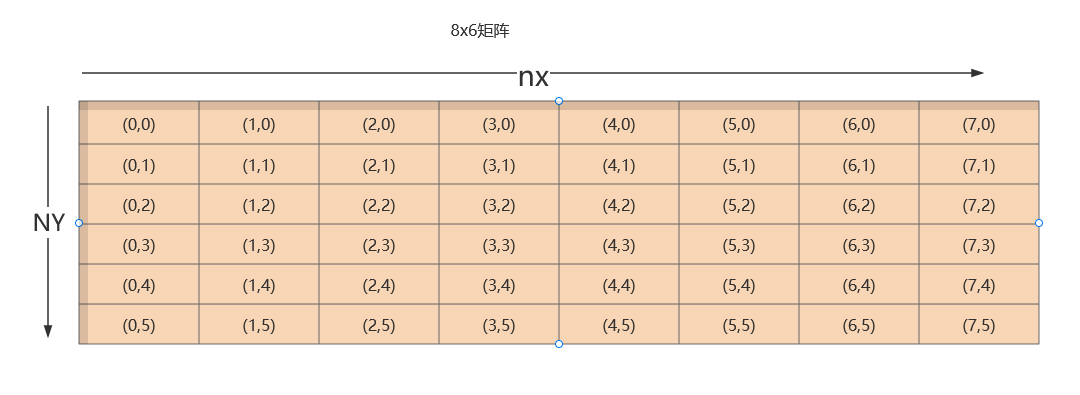 8x6矩阵
nx
(0,0) (1,0) (2,0) (3,0) (4,0) (5,0) (6,0) (7,0)
(0,1) (1,1) (2,1) (3,1) (4,1) (5,1) (6,1) (7,1)
(0,2) (1,2) (2,2) (3,2) (4,2) (5,2) (6,2) (7,2)
NY
(0,3) (1,3) (2,3) (3,3) (4,3) (5,3) (6,3) (7,3)
(0,4) (1,4) (2,4) (3,4) (4,4) (5,4) (6,4) (7,4)
(0,5) (1,5) (2,5) (3,5) (4,5) (5,5) (6,5) (7,5)